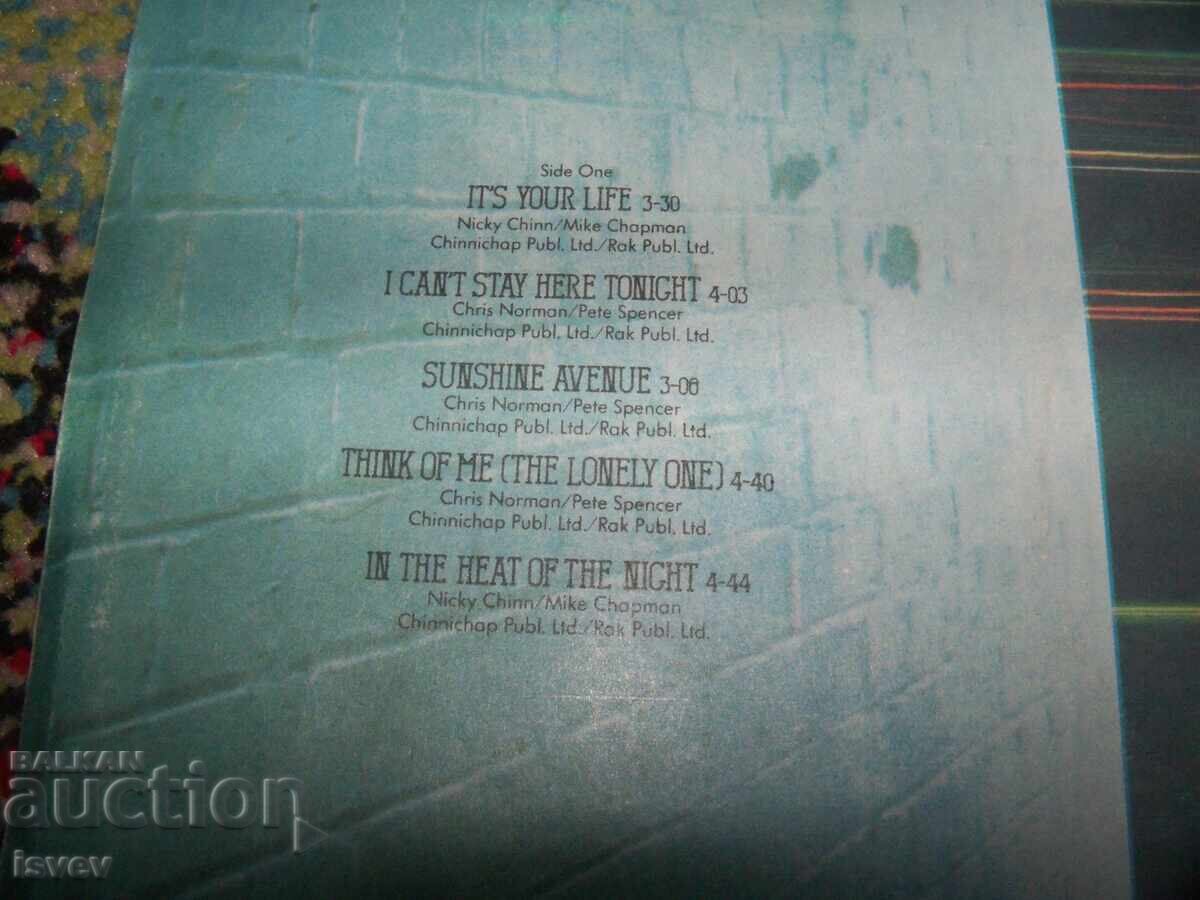 Side One
IT'S YOUR LIFE 3-30
Nicky Chinn/Mike Chapman
Chinnichap Publ. Ltd./Rak Publ. Ltd.
I CAN'T STAY HERE TONIGHT 4-03
Chris Norman/Pete Spencer
Chinnichap Publ. Ltd./Rak Publ. Ltd.
SUNSHINE AVENUE 3-06
Chris Norman/Pete Spencer
Chinnichap Publ. Ltd./Rak Publ. Ltd.
THINK OF ME (THE LONELY ONE) 4-40
Chris Norman/Pete Spencer
Chinnichap Publ. Ltd./Rak Publ. Ltd.
IN THE HEAT OF THE NIGHT 4-44
Nicky Chinn/Mike Chapman
Chinnichap Publ. Ltd./Rak Publ. Ltd.
BALKAN
auction
isvev